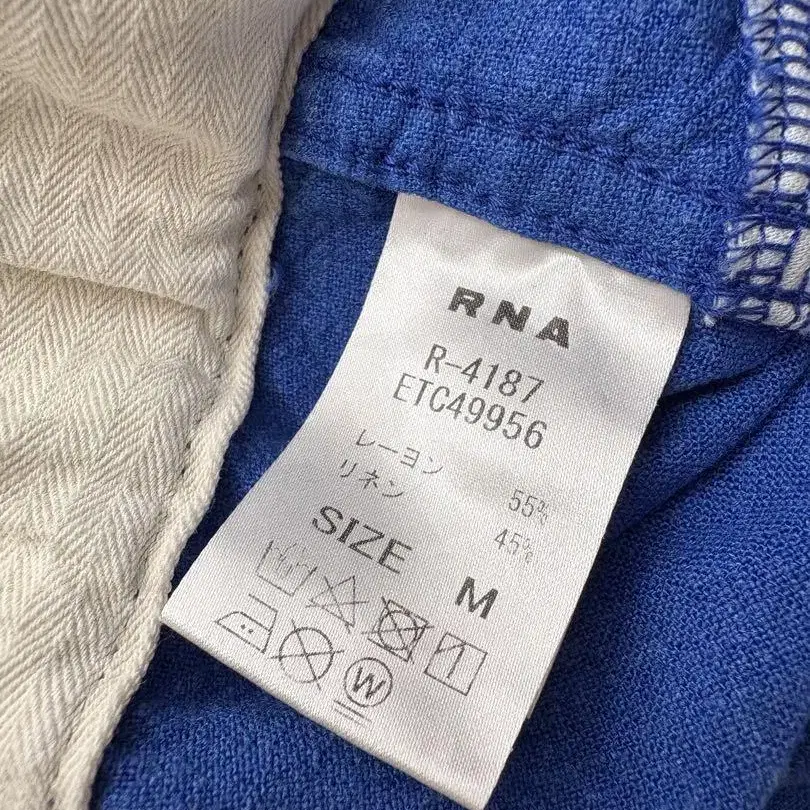 RNA
R-4187
ETC49956
レーヨン 55%
リネン 45%
SIZE M
W